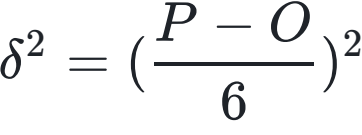 δ² = (P − O / 6)²